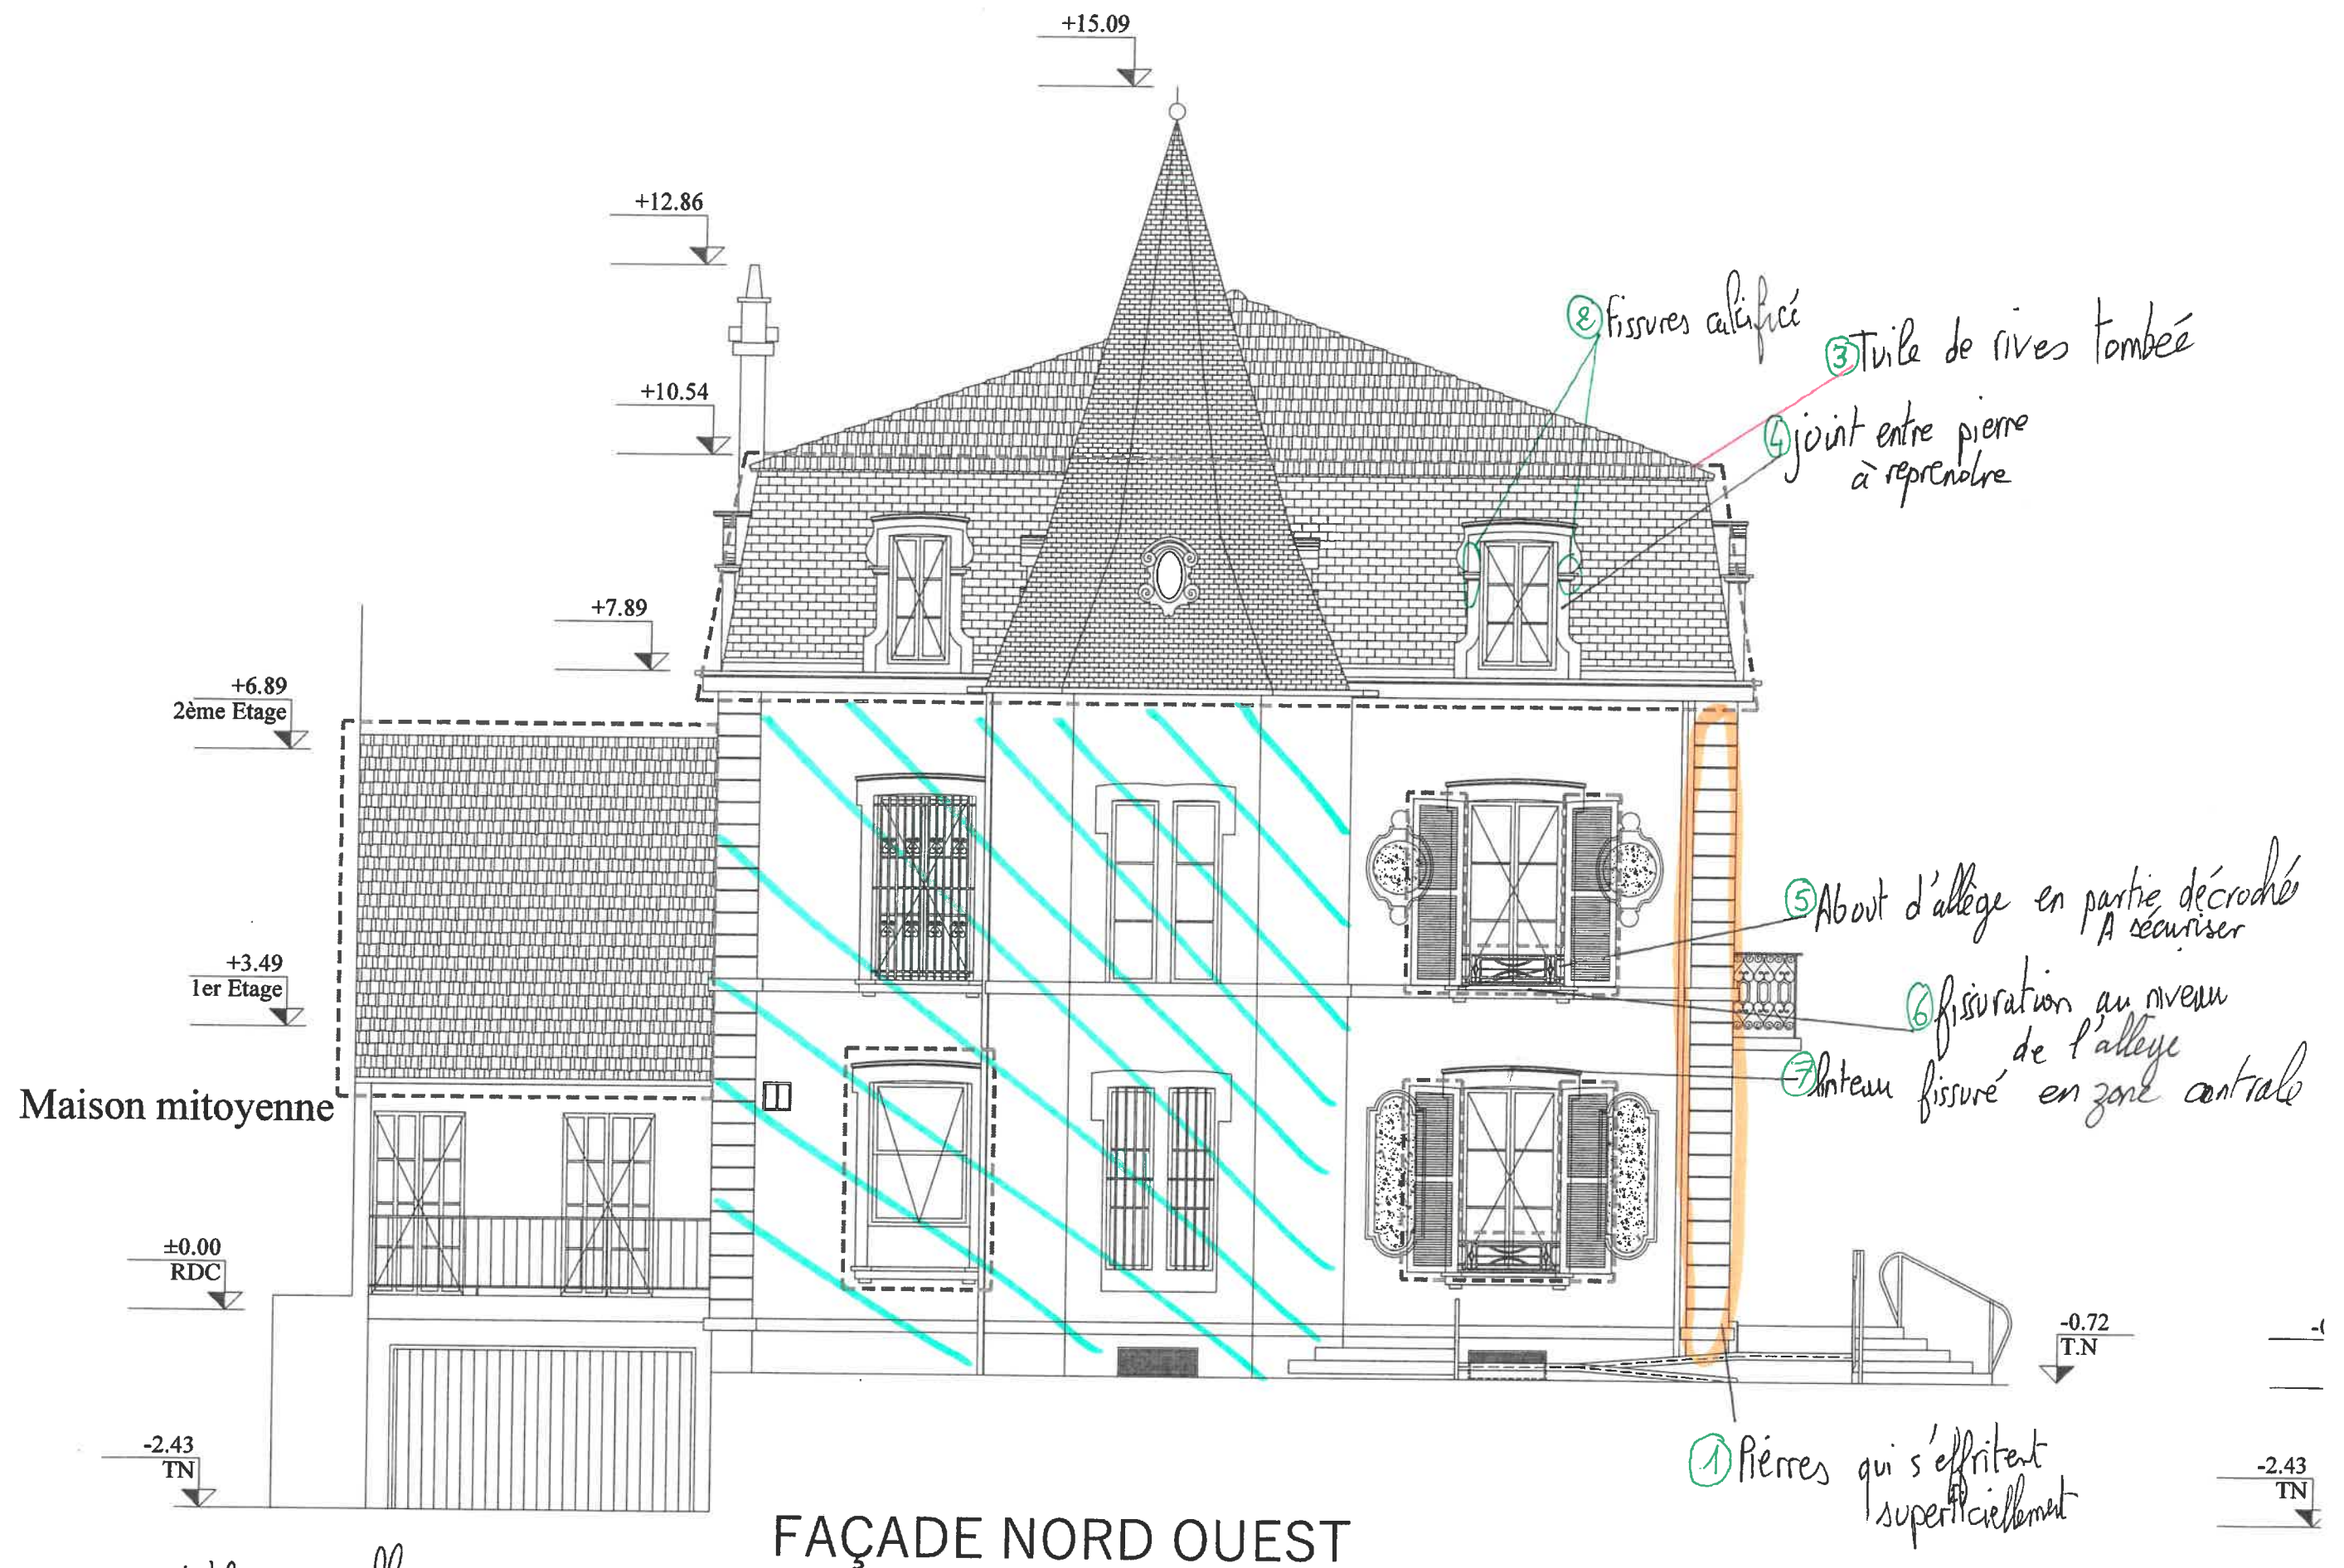 +15.09
+12.86
② Fissures calcificé
③ Tuile de rives tombée
+10.54
④ joint entre pierre
à reprendre
+7.89
+6.89
2ème Etage
⑤ About d'allège en partie décroché
A sécuriser
+3.49
1er Etage
⑥ fissuration au niveau
de l'allège
⑦ linteau fissuré en zone centrale
Maison mitoyenne
±0.00
RDC
-0.72
T.N
-2.43
TN
① Pierres qui s'effritent
superficiellement
-2.43
TN
FAÇADE NORD OUEST